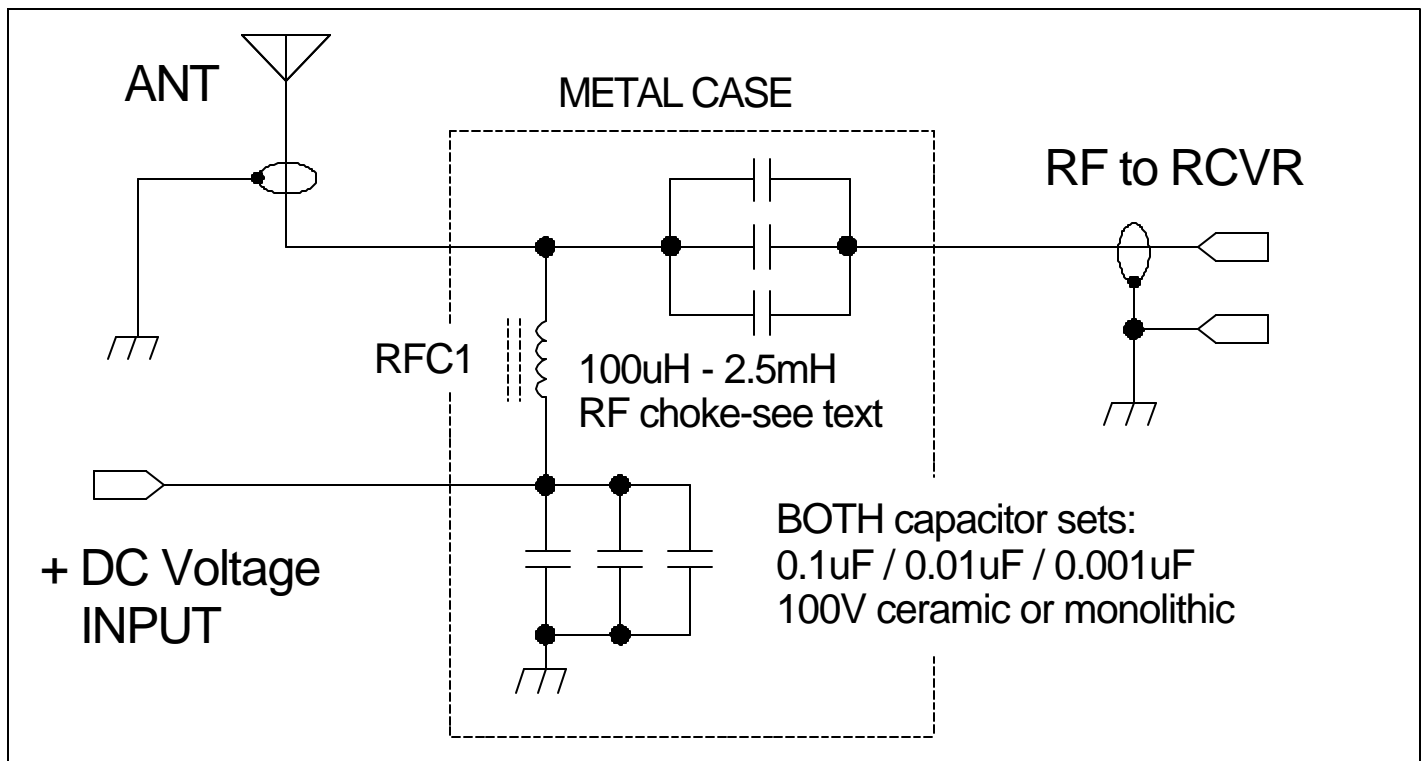 ANT
METAL CASE
RF to RCVR
RFC1
100uH - 2.5mH
RF choke-see text
+ DC Voltage
INPUT
BOTH capacitor sets:
0.1uF / 0.01uF / 0.001uF
100V ceramic or monolithic